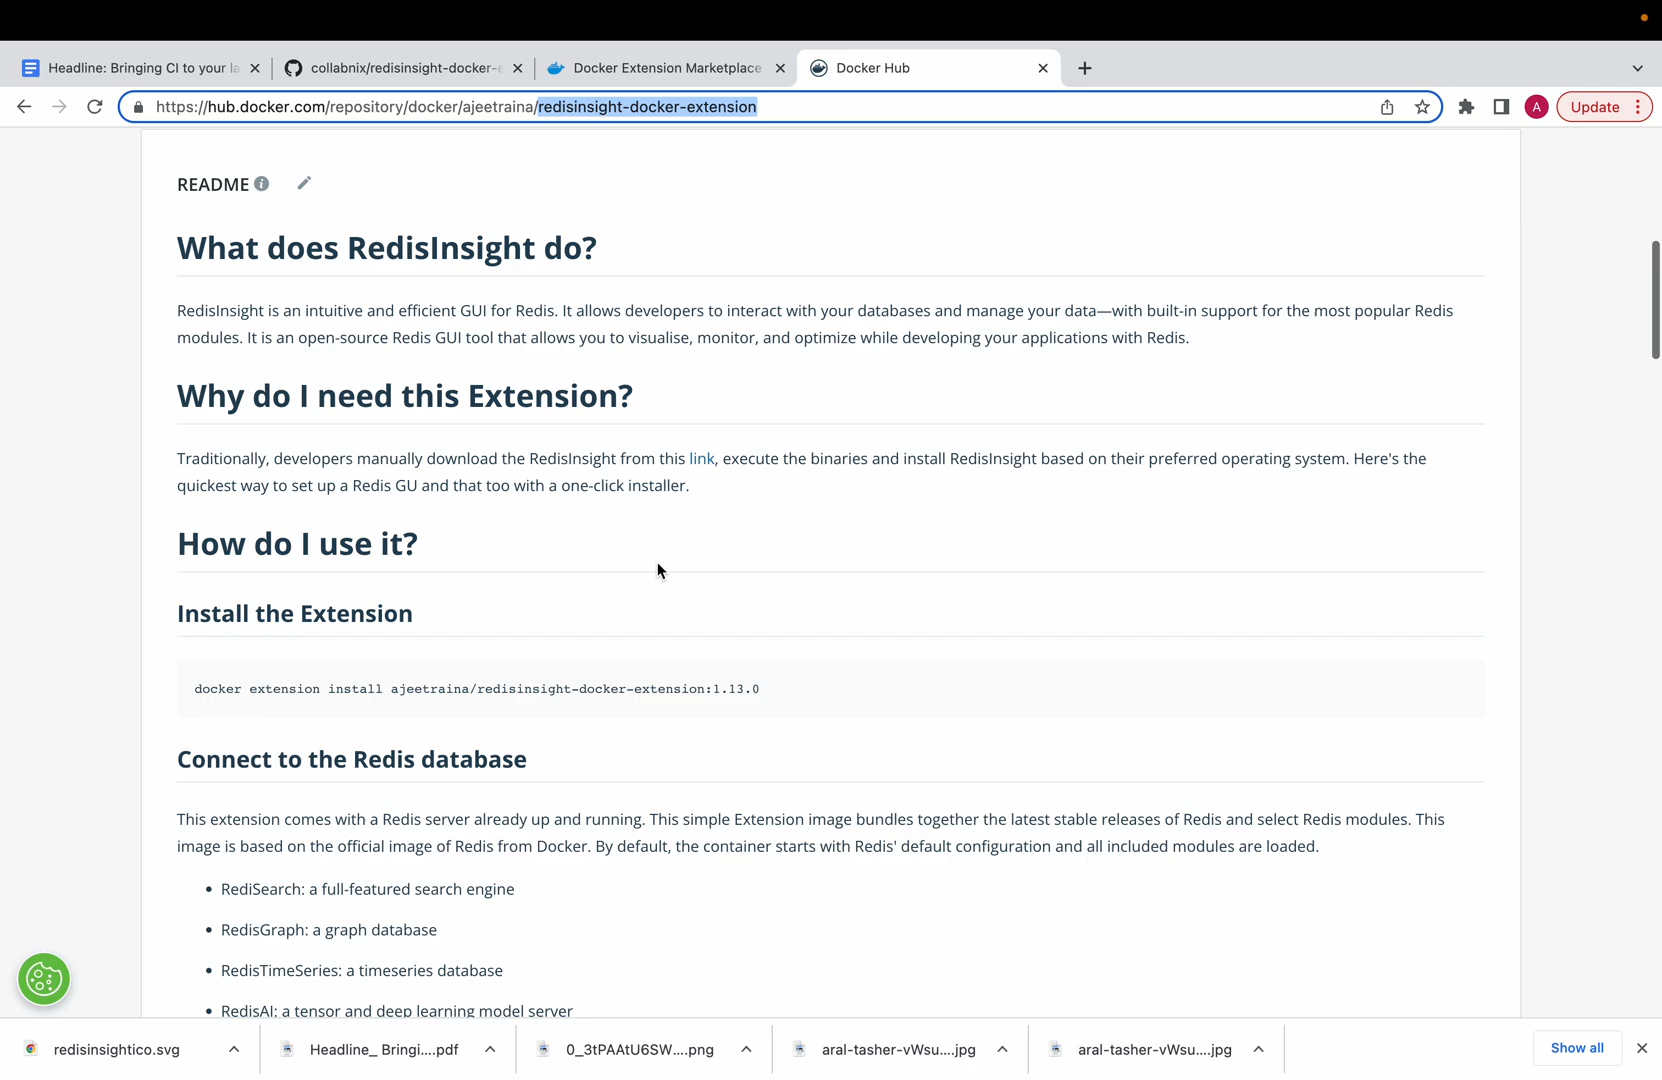 Headline: Bringing CI to your la
collabnix/redisinsight-docker-e
Docker Extension Marketplace
Docker Hub
https://hub.docker.com/repository/docker/ajeetraina/redisinsight-docker-extension
A
Update
README
What does RedisInsight do?
RedisInsight is an intuitive and efficient GUI for Redis. It allows developers to interact with your databases and manage your data—with built-in support for the most popular Redis
modules. It is an open-source Redis GUI tool that allows you to visualise, monitor, and optimize while developing your applications with Redis.
Why do I need this Extension?
Traditionally, developers manually download the RedisInsight from this link, execute the binaries and install RedisInsight based on their preferred operating system. Here's the
quickest way to set up a Redis GU and that too with a one-click installer.
How do I use it?
Install the Extension
docker extension install ajeetraina/redisinsight-docker-extension:1.13.0
Connect to the Redis database
This extension comes with a Redis server already up and running. This simple Extension image bundles together the latest stable releases of Redis and select Redis modules. This
image is based on the official image of Redis from Docker. By default, the container starts with Redis' default configuration and all included modules are loaded.
• RediSearch: a full-featured search engine
• RedisGraph: a graph database
• RedisTimeSeries: a timeseries database
• RedisAI: a tensor and deep learning model server
redisinsightico.svg
Headline_ Bringi....pdf
0_3tPAAtU6SW....png
aral-tasher-vWsu....jpg
aral-tasher-vWsu....jpg
Show all